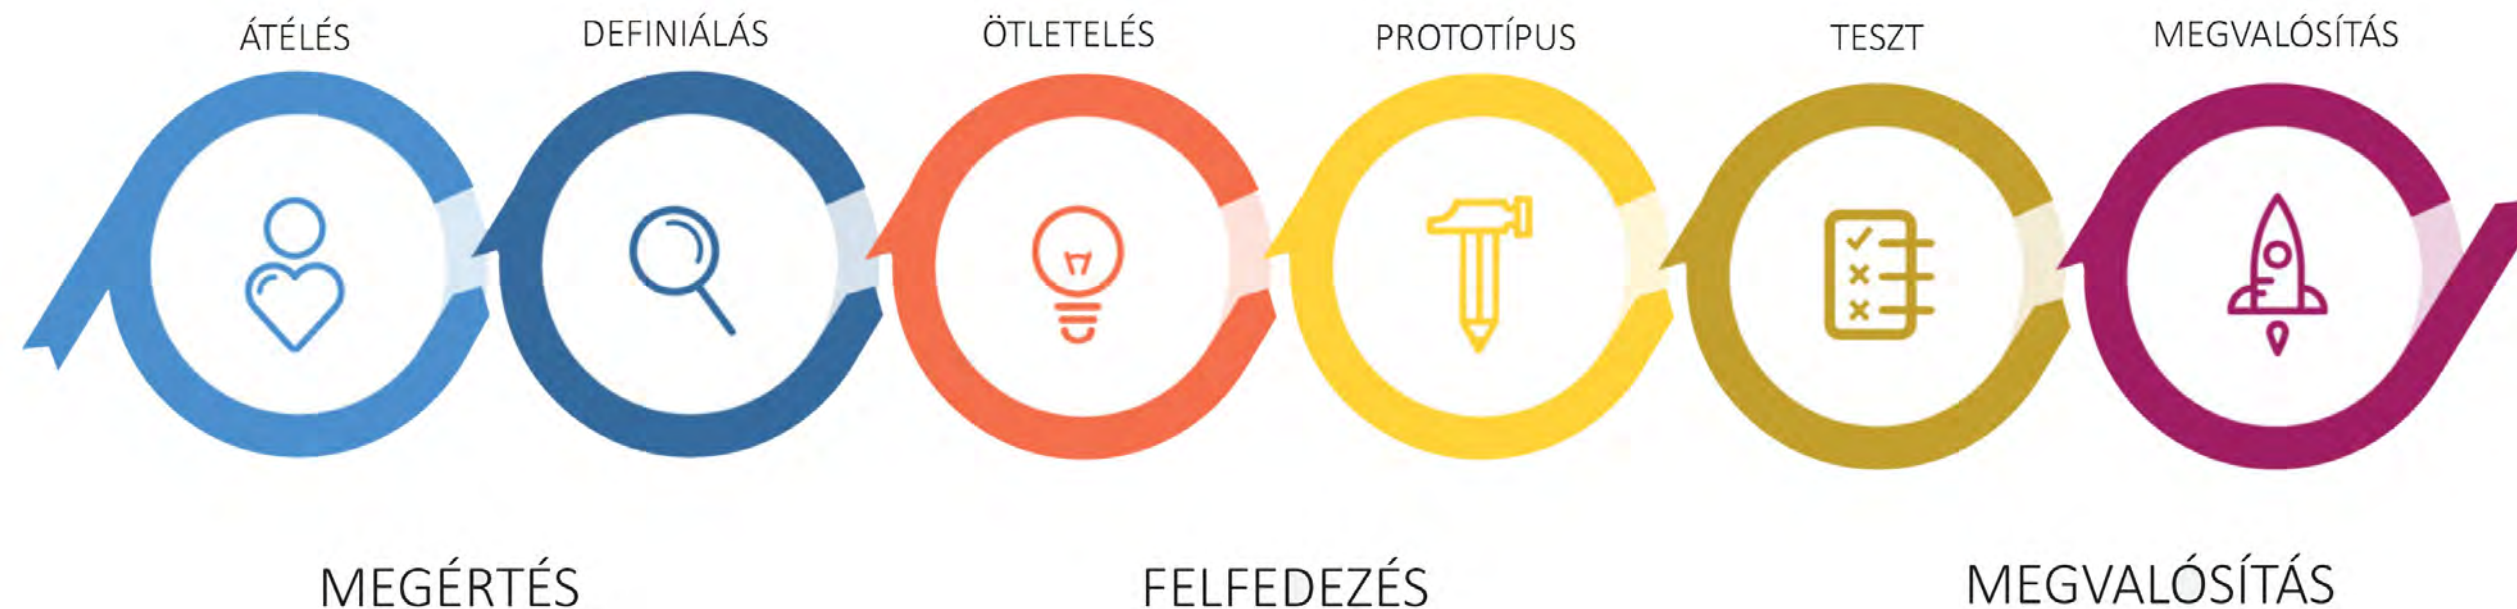 ÁTÉLÉS
DEFINIÁLÁS
ÖTLETELÉS
PROTOTÍPUS
TESZT
MEGVALÓSÍTÁS
MEGÉRTÉS
FELFEDEZÉS
MEGVALÓSÍTÁS